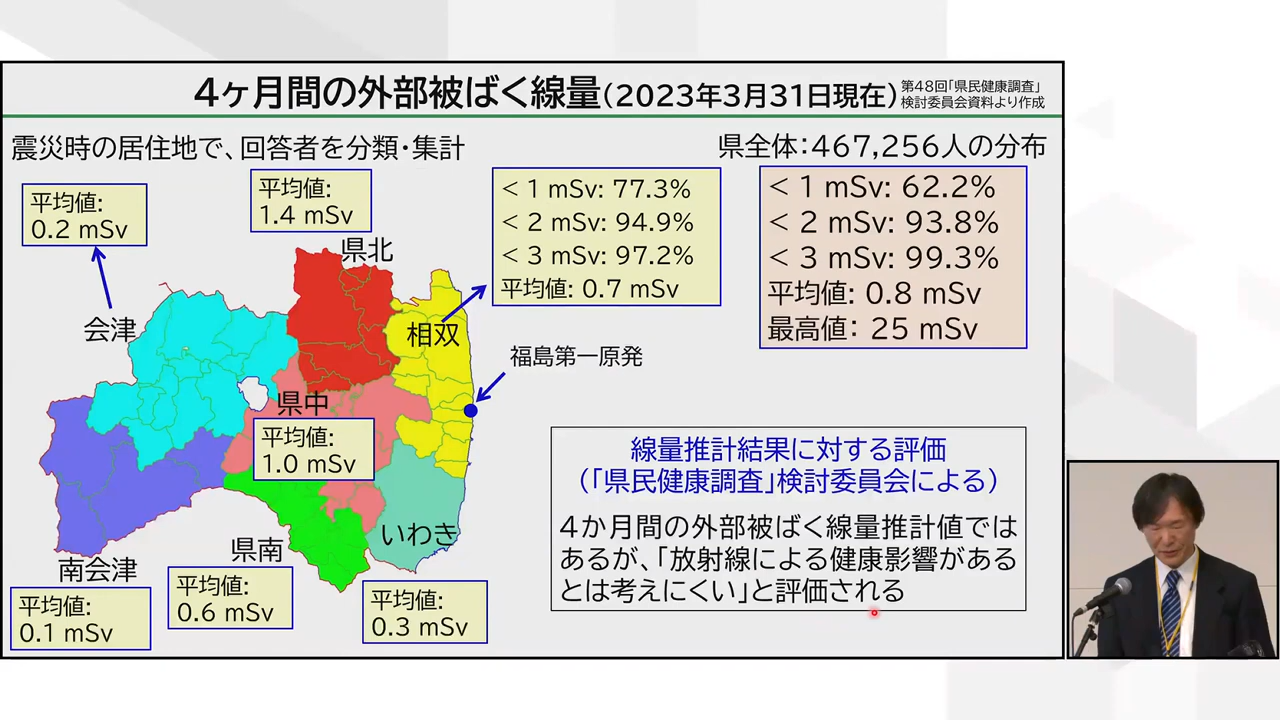 4ヶ月間の外部被ばく線量(2023年3月31日現在)
第48回「県民健康調査」
検討委員会資料より作成
震災時の居住地で、回答者を分類・集計
県全体:467,256人の分布
平均値:
0.2 mSv
平均値:
1.4 mSv
< 1 mSv: 77.3%
< 2 mSv: 94.9%
< 3 mSv: 97.2%
平均値: 0.7 mSv
< 1 mSv: 62.2%
< 2 mSv: 93.8%
< 3 mSv: 99.3%
平均値: 0.8 mSv
最高値: 25 mSv
県北
会津
相双
福島第一原発
県中
平均値:
1.0 mSv
いわき
県南
南会津
平均値:
0.1 mSv
平均値:
0.6 mSv
平均値:
0.3 mSv
線量推計結果に対する評価
(「県民健康調査」検討委員会による)
4か月間の外部被ばく線量推計値では
あるが、「放射線による健康影響がある
とは考えにくい」と評価される